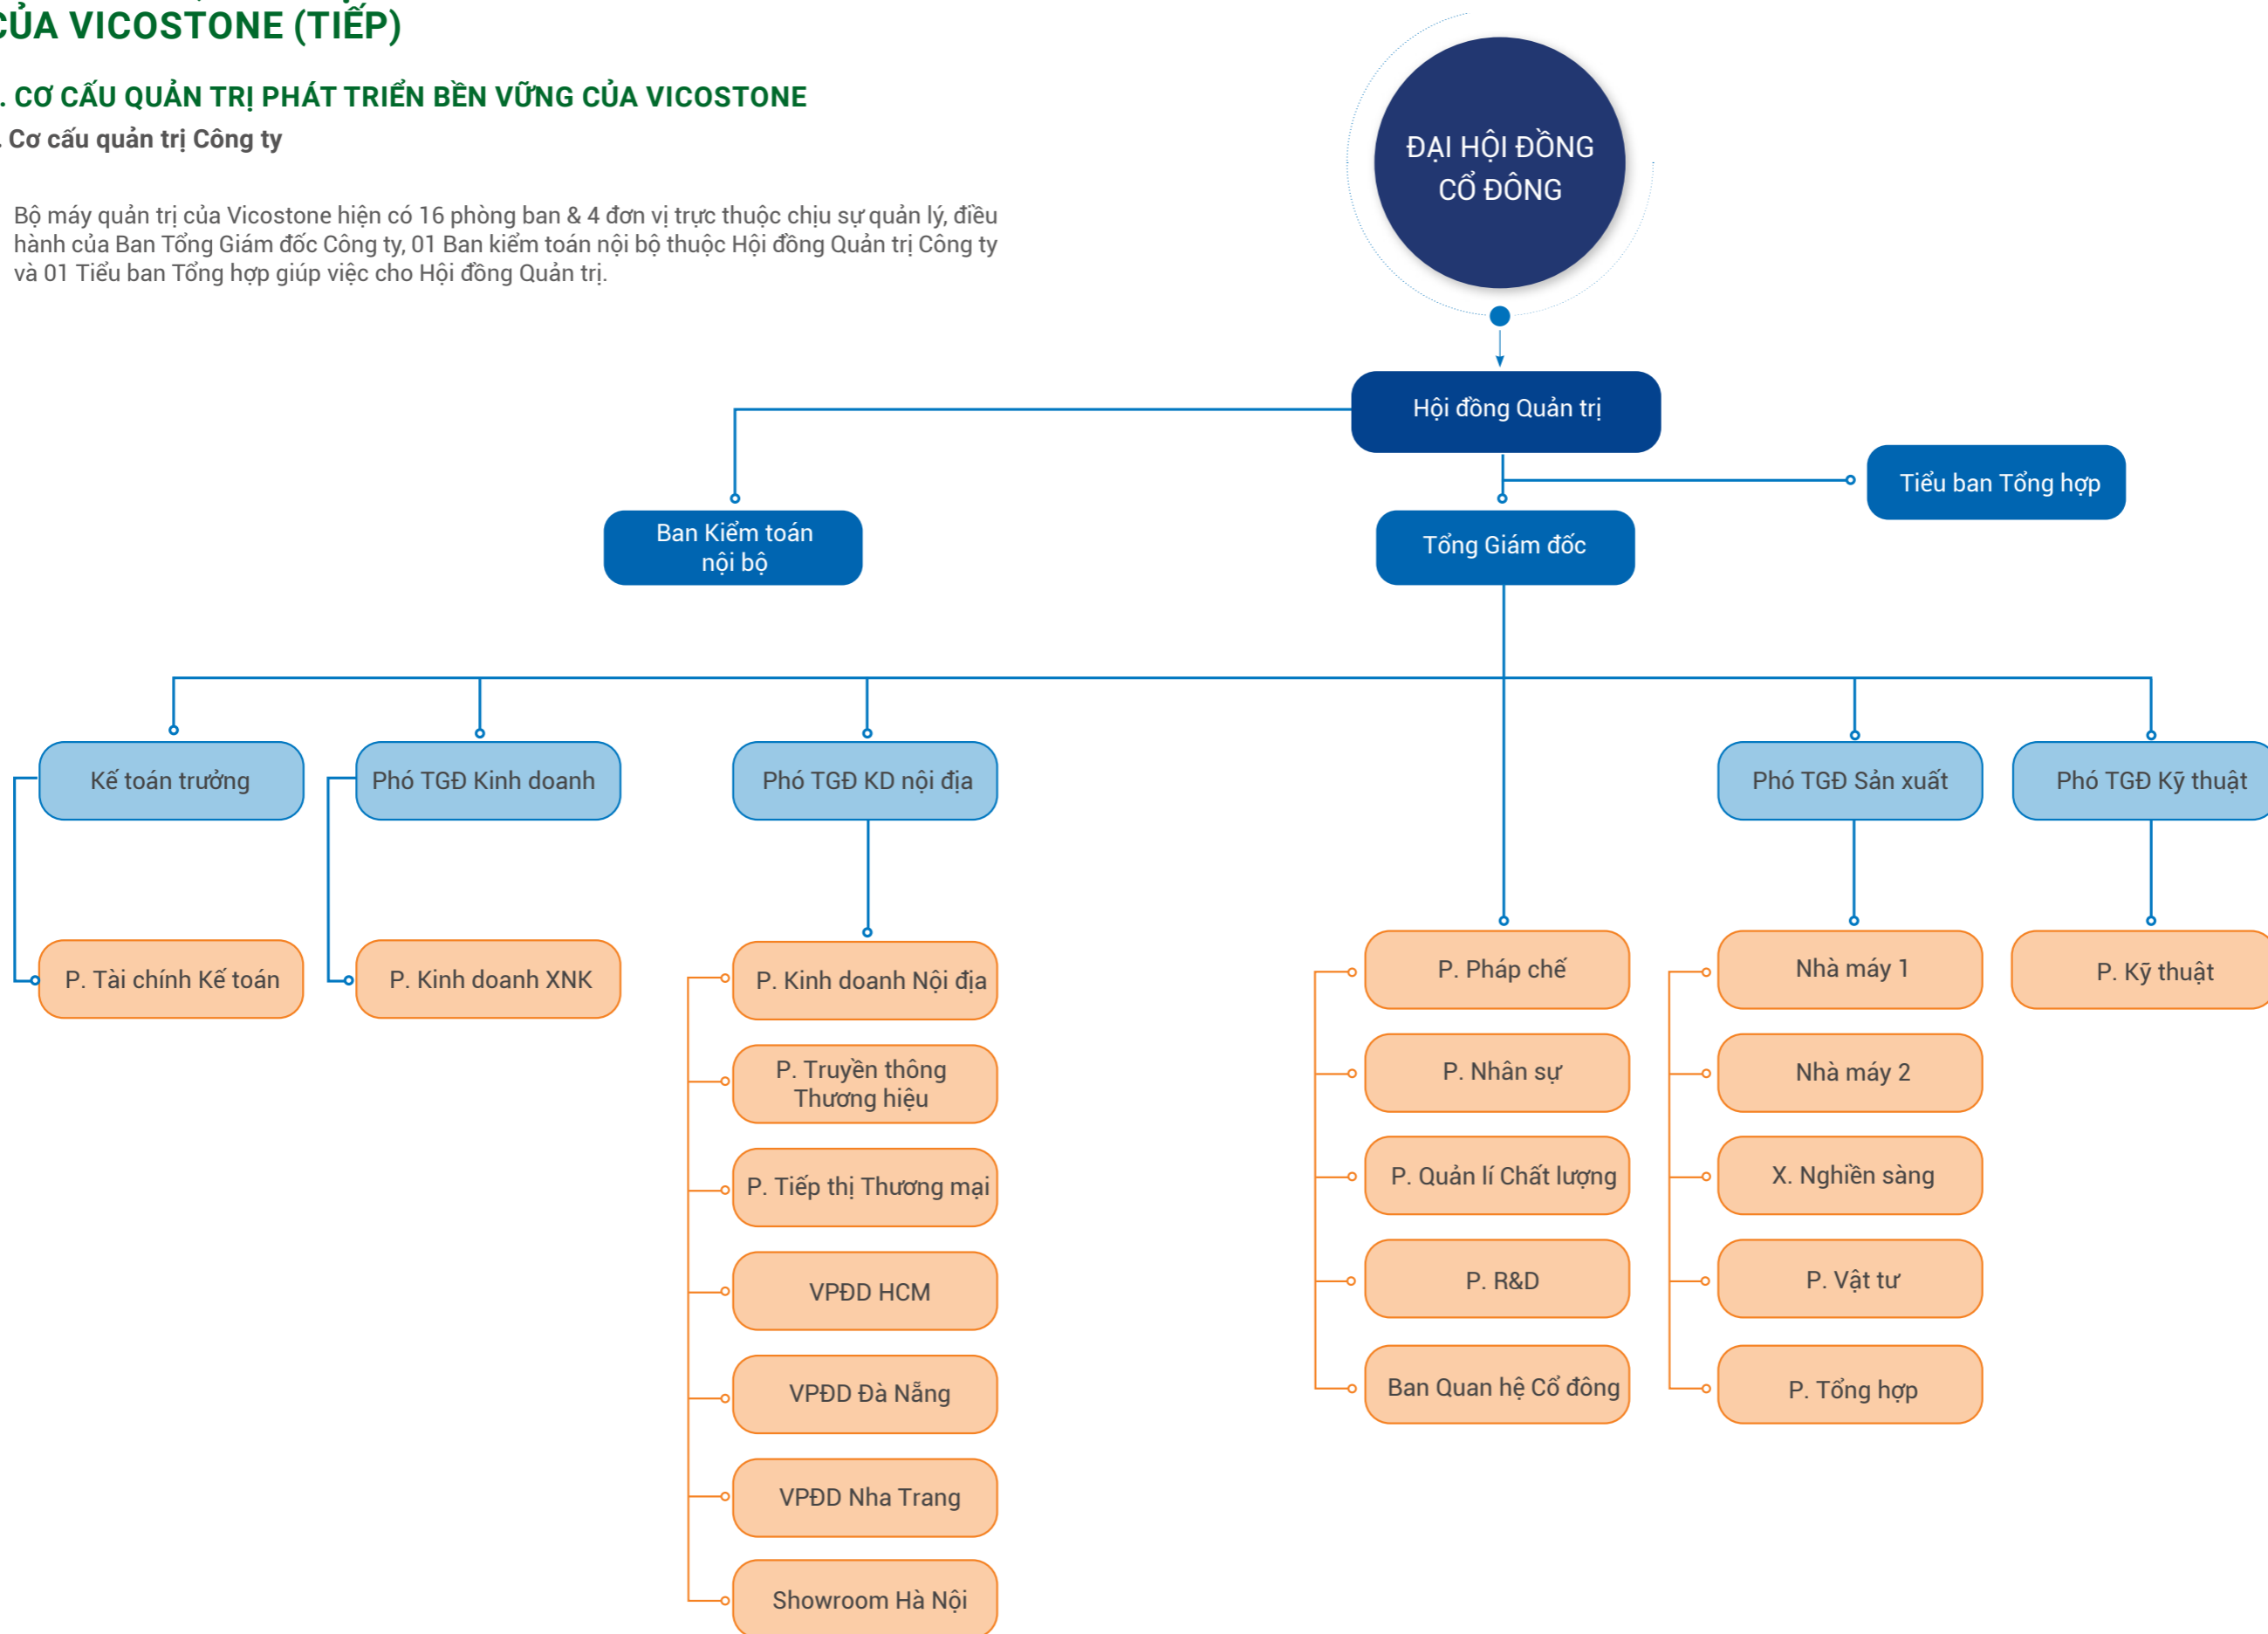 CỦA VICOSTONE (TIẾP)
. CƠ CẤU QUẢN TRỊ PHÁT TRIỂN BỀN VỮNG CỦA VICOSTONE
. Cơ cấu quản trị Công ty
Bộ máy quản trị của Vicostone hiện có 16 phòng ban & 4 đơn vị trực thuộc chịu sự quản lý, điều
hành của Ban Tổng Giám đốc Công ty, 01 Ban kiểm toán nội bộ thuộc Hội đồng Quản trị Công ty
và 01 Tiểu ban Tổng hợp giúp việc cho Hội đồng Quản trị.
ĐẠI HỘI ĐỒNG
CỔ ĐÔNG
Hội đồng Quản trị
Tiểu ban Tổng hợp
Ban Kiểm toán
nội bộ
Tổng Giám đốc
Kế toán trưởng
Phó TGĐ Kinh doanh
Phó TGĐ KD nội địa
Phó TGĐ Sản xuất
Phó TGĐ Kỹ thuật
P. Tài chính Kế toán
P. Kinh doanh XNK
P. Kinh doanh Nội địa
P. Truyền thông
Thương hiệu
P. Tiếp thị Thương mại
VPĐD HCM
VPĐD Đà Nẵng
VPĐD Nha Trang
Showroom Hà Nội
P. Pháp chế
P. Nhân sự
P. Quản lí Chất lượng
P. R&D
Ban Quan hệ Cổ đông
Nhà máy 1
Nhà máy 2
X. Nghiền sàng
P. Vật tư
P. Tổng hợp
P. Kỹ thuật